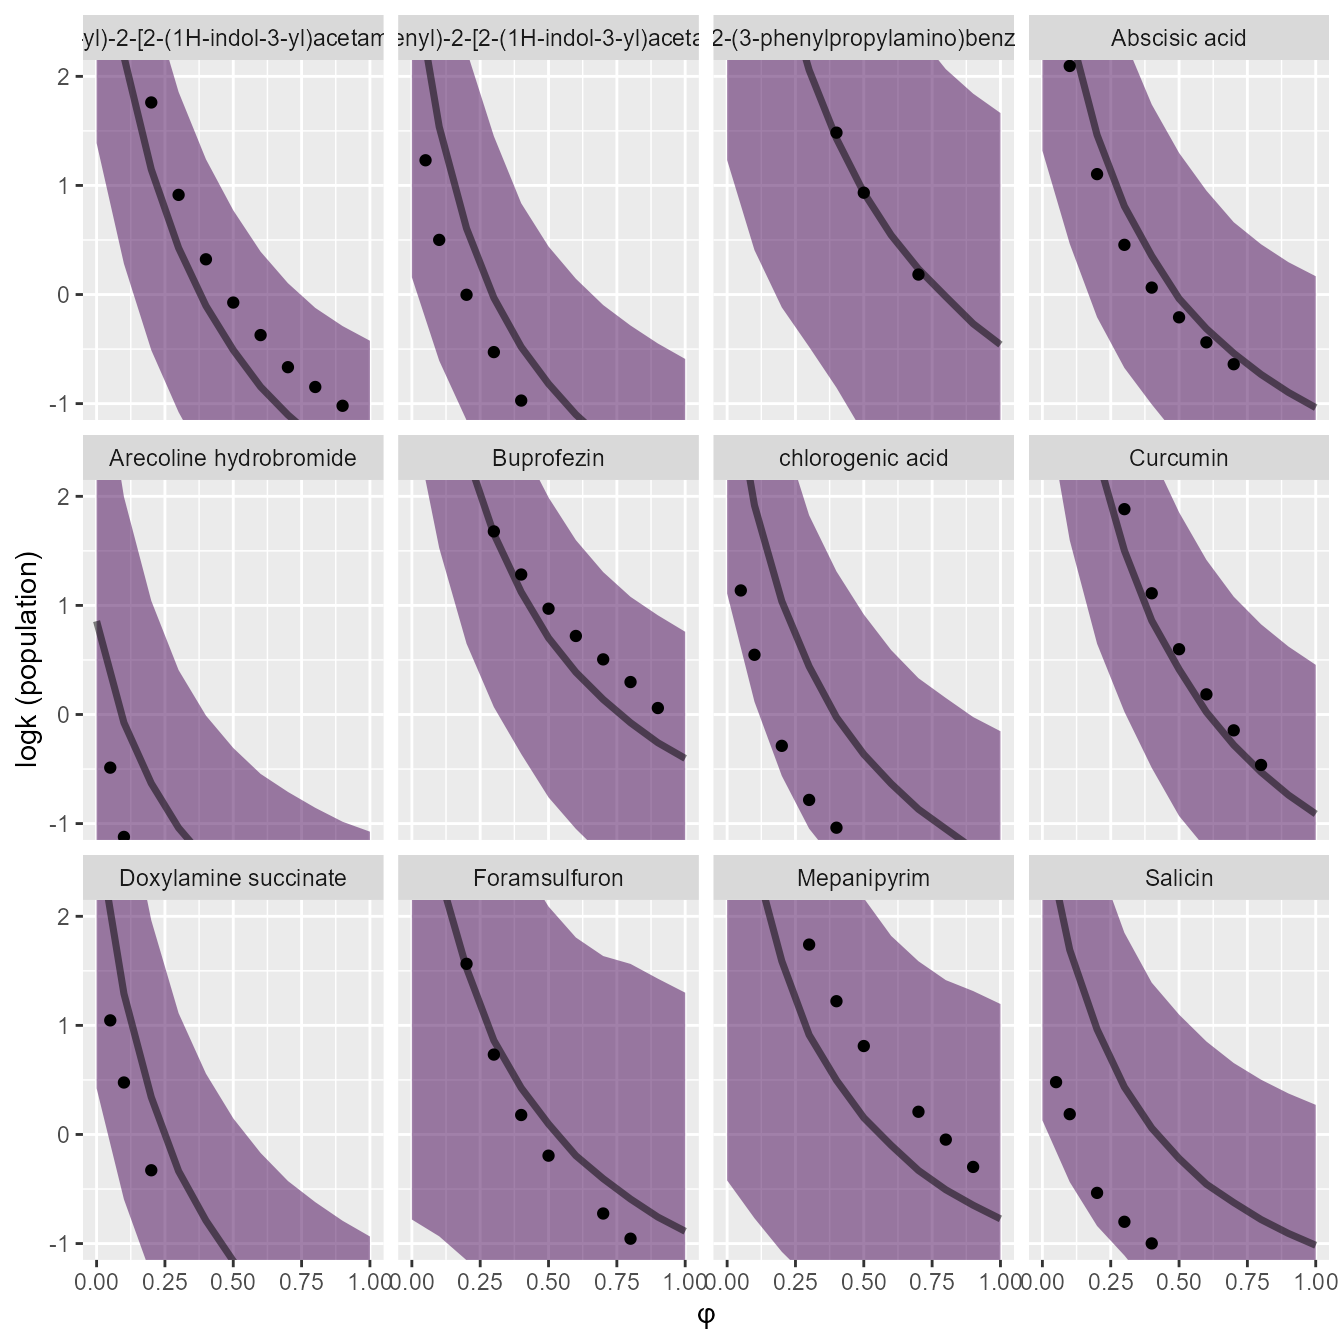 -yl)-2-[2-(1H-indol-3-yl)acetam
enyl)-2-[2-(1H-indol-3-yl)aceta
2-(3-phenylpropylamino)benz
Abscisic acid
2
1
0
-1
Arecoline hydrobromide
Buprofezin
chlorogenic acid
Curcumin
2
1
0
-1
logk (population)
Doxylamine succinate
Foramsulfuron
Mepanipyrim
Salicin
2
1
0
-1
0.00 0.25 0.50 0.75 1.00
0.00 0.25 0.50 0.75 1.00
0.00 0.25 0.50 0.75 1.00
0.00 0.25 0.50 0.75 1.00
φ